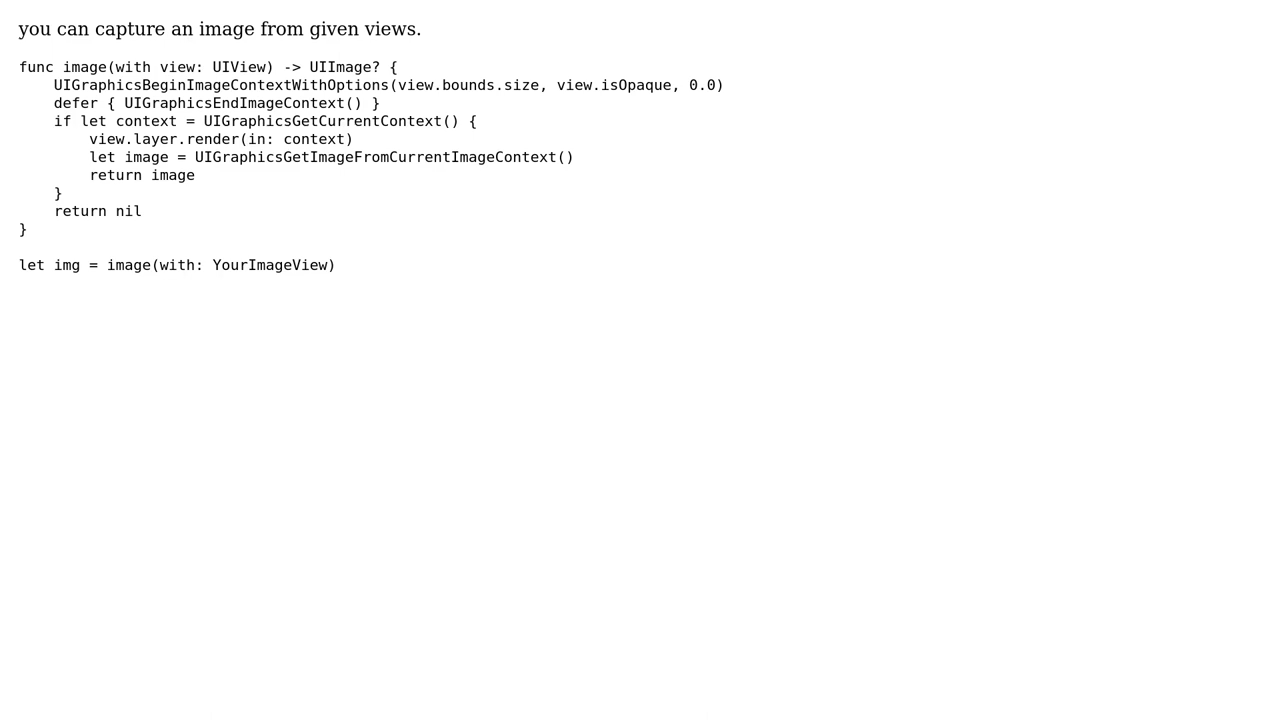 you can capture an image from given views.
func image(with view: UIView) -> UIImage? {
    UIGraphicsBeginImageContextWithOptions(view.bounds.size, view.isOpaque, 0.0)
    defer { UIGraphicsEndImageContext() }
    if let context = UIGraphicsGetCurrentContext() {
        view.layer.render(in: context)
        let image = UIGraphicsGetImageFromCurrentImageContext()
        return image
    }
    return nil
}

let img = image(with: YourImageView)